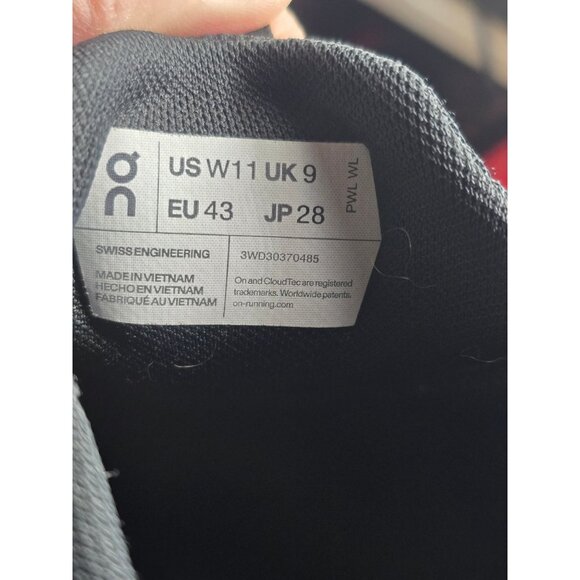 On
US W11 UK 9
EU 43 JP 28
PWL WL
SWISS ENGINEERING
3WD30370485
MADE IN VIETNAM
HECHO EN VIETNAM
FABRIQUÉ AU VIETNAM
On and CloudTec are registered
trademarks. Worldwide patents.
on-running.com